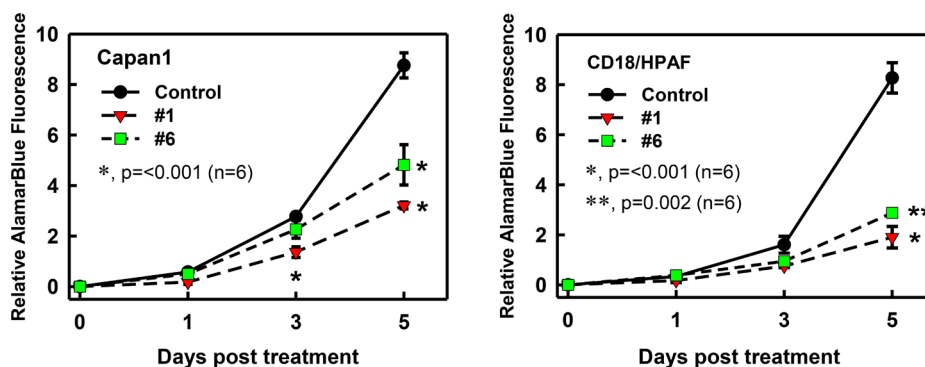 Relative AlamarBlue Fluorescence
10
8
6
4
2
0
Capan1
Control
#1
#6
*, p=<0.001 (n=6)
*
*
*
0 1 3 5
Days post treatment
Relative AlamarBlue Fluorescence
10
8
6
4
2
0
CD18/HPAF
Control
#1
#6
*, p=<0.001 (n=6)
**, p=0.002 (n=6)
**
*
0 1 3 5
Days post treatment